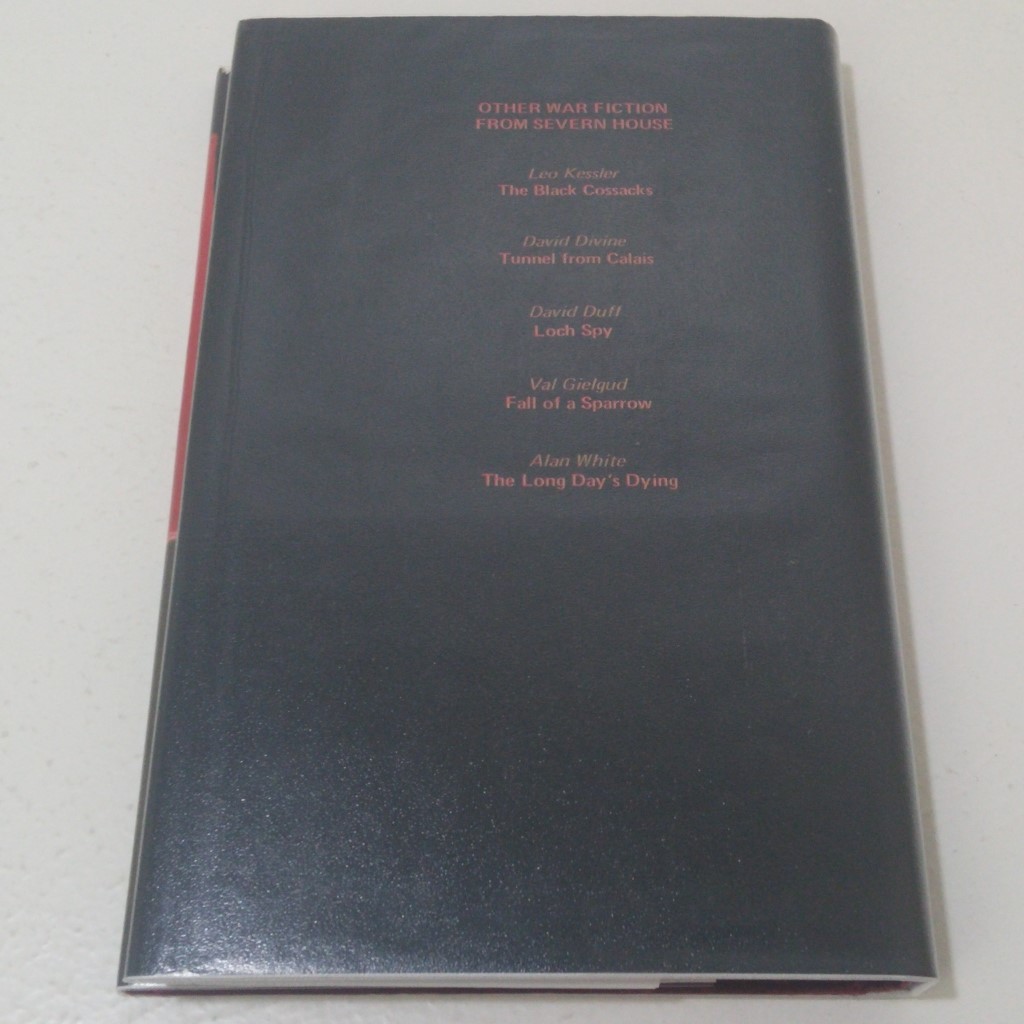 OTHER WAR FICTION
FROM SEVERN HOUSE
Leo Kessler
The Black Cossacks
David Divine
Tunnel from Calais
David Duff
Loch Spy
Val Gielgud
Fall of a Sparrow
Alan White
The Long Day's Dying